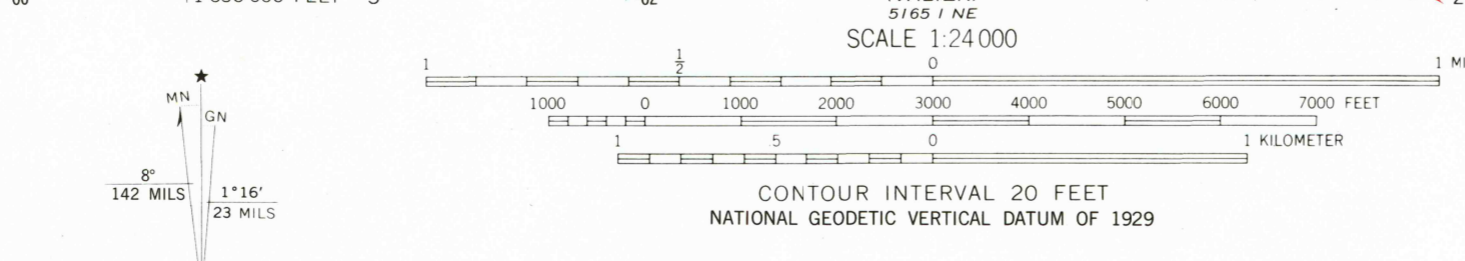 5165 I NE
SCALE 1:24 000
1 1/2 0 1
1000 0 1000 2000 3000 4000 5000 6000 7000 FEET
1 .5 0 1 KILOMETER
CONTOUR INTERVAL 20 FEET
NATIONAL GEODETIC VERTICAL DATUM OF 1929
★
MN
GN
8°
142 MILS
1°16′
23 MILS